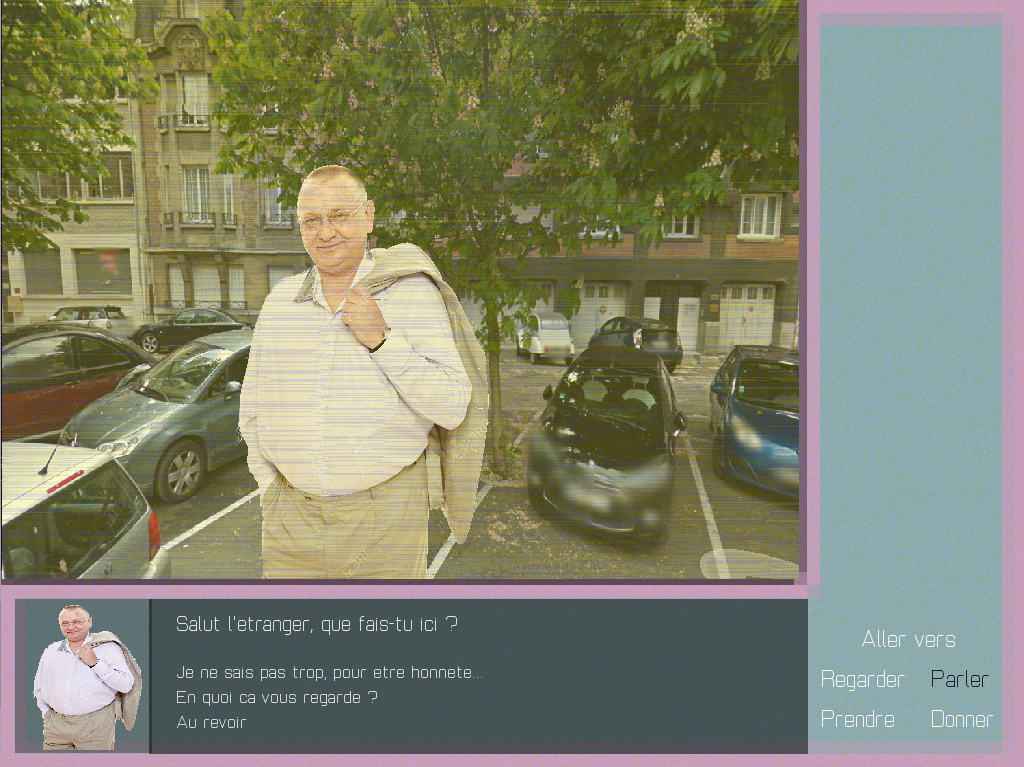 Salut l'etranger, que fais-tu ici ?
Je ne sais pas trop, pour etre honnete...
En quoi ca vous regarde ?
Au revoir
Aller vers
Regarder Parler
Prendre Donner